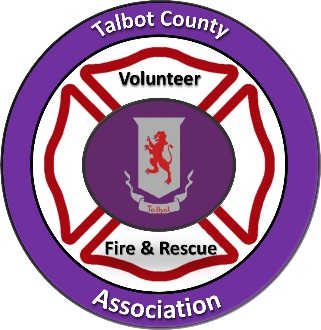 Talbot County
Volunteer
Talbot
Fire & Rescue
Association